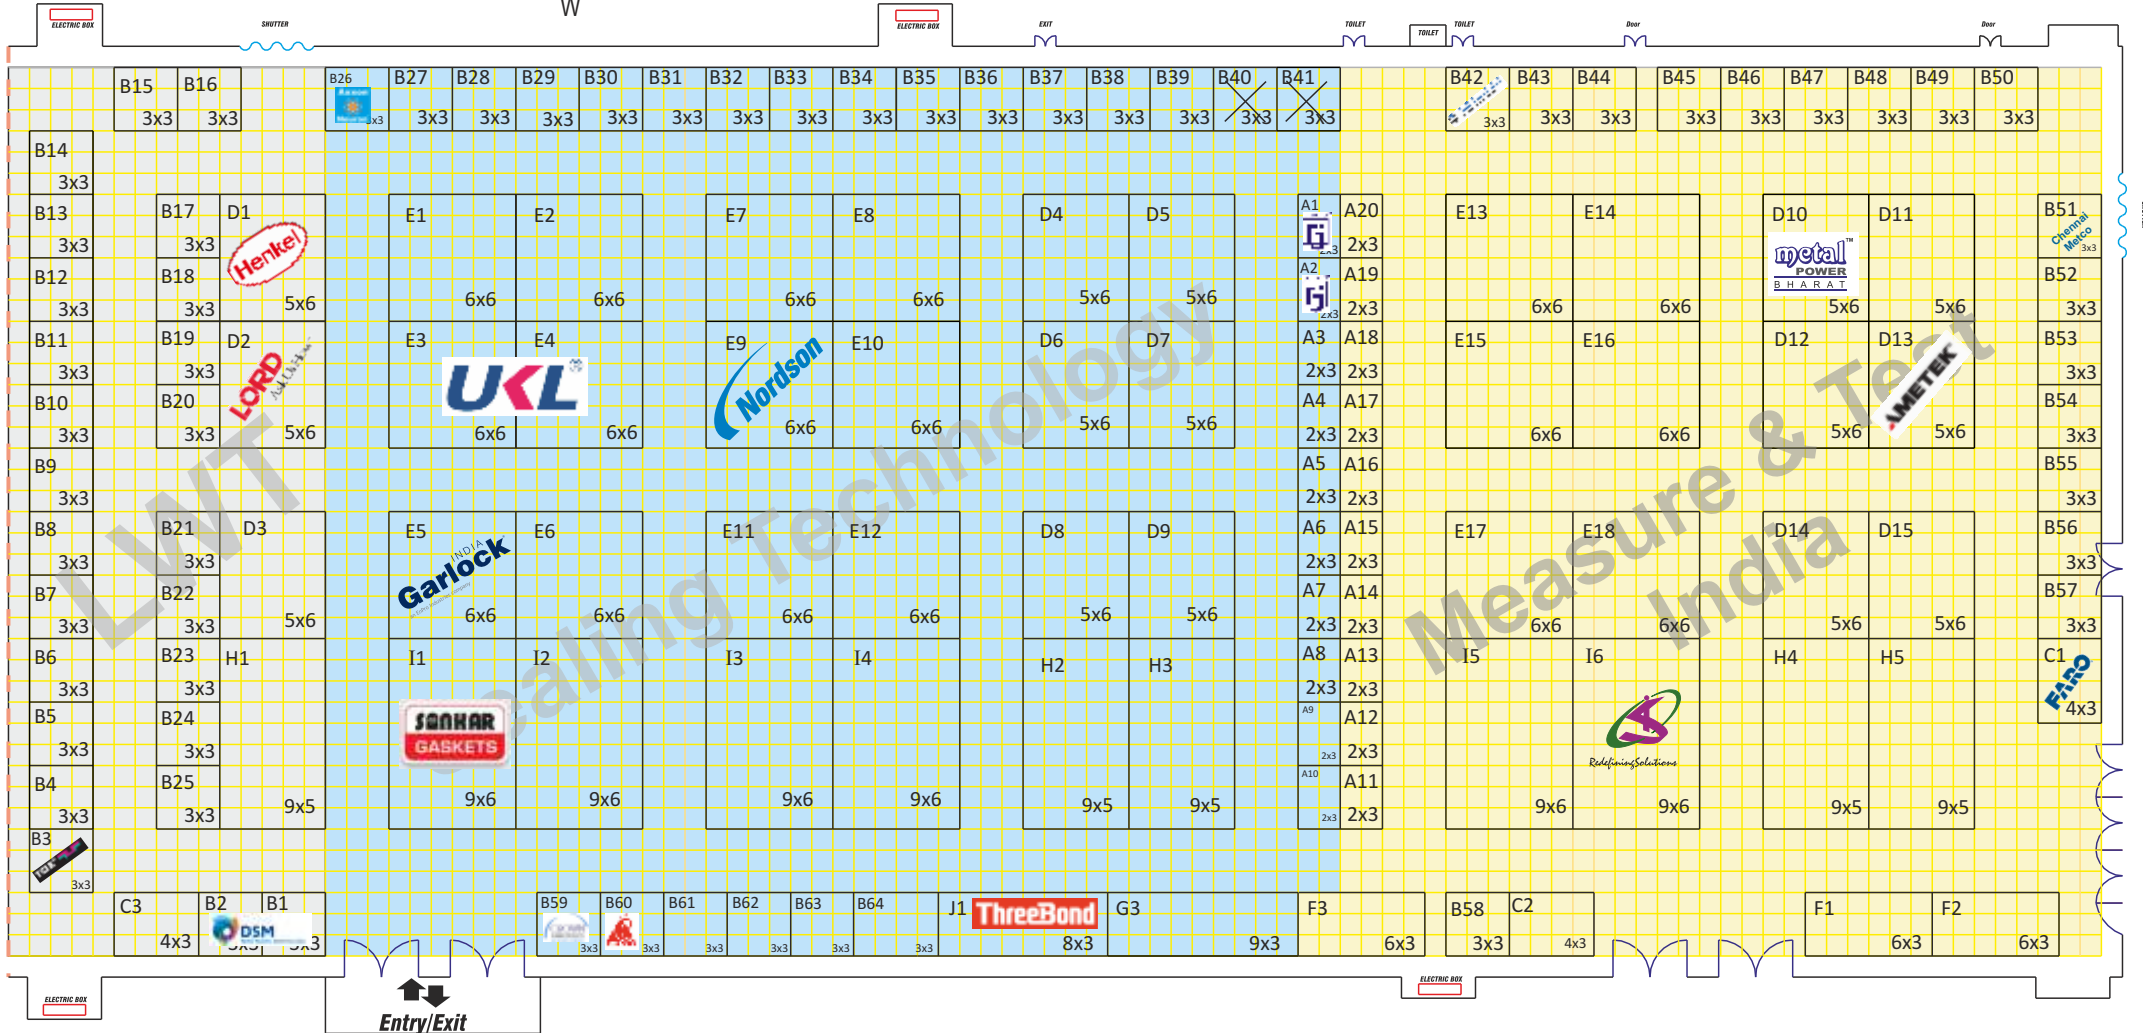 W
ELECTRIC BOX
SHUTTER
ELECTRIC BOX
EXIT
TOILET
TOILET
TOILET
Door
Door
B15
3x3
B16
3x3
B26
3x3
B27
3x3
B28
3x3
B29
3x3
B30
3x3
B31
3x3
B32
3x3
B33
3x3
B34
3x3
B35
3x3
B36
3x3
B37
3x3
B38
3x3
B39
3x3
B40
3x3
B41
3x3
B42
3x3
B43
3x3
B44
3x3
B45
3x3
B46
3x3
B47
3x3
B48
3x3
B49
3x3
B50
3x3
B14
3x3
B13
3x3
B12
3x3
B11
3x3
B10
3x3
B9
3x3
B8
3x3
B7
3x3
B6
3x3
B5
3x3
B4
3x3
B3
3x3
B17
3x3
B18
3x3
B19
3x3
B20
3x3
B21
3x3
B22
3x3
B23
3x3
B24
3x3
B25
3x3
D1
Henkel
5x6
D2
LORD
5x6
D3
5x6
H1
9x5
LWT
E1
6x6
E2
6x6
E3
6x6
E4
UKL
6x6
E5
INDIA
Garlock
6x6
E6
6x6
I1
SONKAR
GASKETS
9x6
I2
9x6
E7
6x6
E8
6x6
E9
Nordson
6x6
E10
6x6
E11
6x6
E12
6x6
I3
9x6
I4
9x6
Sealing Technology
D4
5x6
D5
5x6
D6
5x6
D7
5x6
D8
5x6
D9
5x6
H2
9x5
H3
9x5
A1
2x3
A2
2x3
A3
2x3
A4
2x3
A5
2x3
A6
2x3
A7
2x3
A8
2x3
A9
2x3
A10
2x3
A20
2x3
A19
2x3
A18
2x3
A17
2x3
A16
2x3
A15
2x3
A14
2x3
A13
2x3
A12
2x3
A11
2x3
E13
6x6
E14
6x6
E15
6x6
E16
6x6
E17
6x6
E18
6x6
I5
9x6
I6
RedefiningSolutions
9x6
Measure & Test
India
D10
metal™
POWER
BHARAT
5x6
D11
5x6
D12
5x6
D13
AMETEK
5x6
D14
5x6
D15
5x6
H4
9x5
H5
9x5
B51
Chennai
Metco
3x3
B52
3x3
B53
3x3
B54
3x3
B55
3x3
B56
3x3
B57
3x3
C1
FARO
4x3
C3
4x3
B2
B1
DSM
3x3
3x3
B59
3x3
B60
3x3
B61
3x3
B62
3x3
B63
3x3
B64
3x3
J1
ThreeBond
8x3
G3
9x3
F3
6x3
B58
3x3
C2
4x3
F1
6x3
F2
6x3
ELECTRIC BOX
Entry/Exit
ELECTRIC BOX